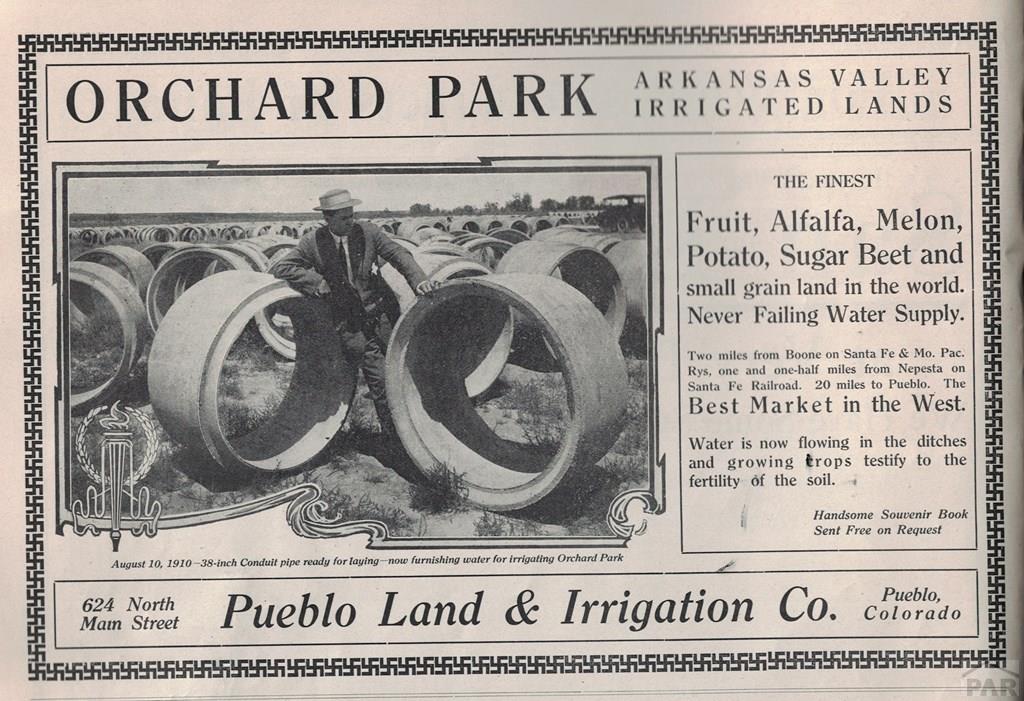 ORCHARD PARK
ARKANSAS VALLEY
IRRIGATED LANDS
THE FINEST
Fruit, Alfalfa, Melon,
Potato, Sugar Beet and
small grain land in the world.
Never Failing Water Supply.
Two miles from Boone on Santa Fe & Mo. Pac.
Rys, one and one-half miles from Nepesta on
Santa Fe Railroad. 20 miles to Pueblo. The
Best Market in the West.
Water is now flowing in the ditches
and growing crops testify to the
fertility of the soil.
Handsome Souvenir Book
Sent Free on Request
August 10, 1910—38-inch Conduit pipe ready for laying—now furnishing water for irrigating Orchard Park
624 North
Main Street
Pueblo Land & Irrigation Co.
Pueblo,
Colorado
PAR